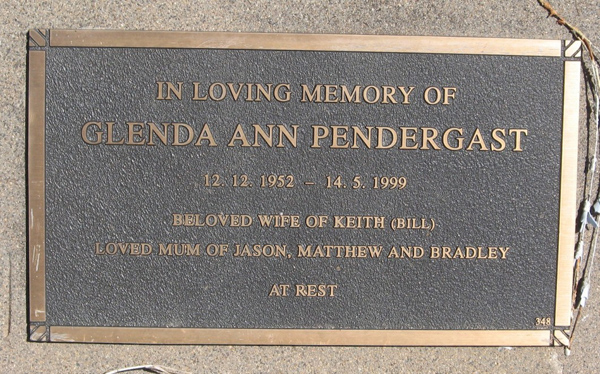 IN LOVING MEMORY OF
GLENDA ANN PENDERGAST
12. 12. 1952 – 14. 5. 1999
BELOVED WIFE OF KEITH (BILL)
LOVED MUM OF JASON, MATTHEW AND BRADLEY
AT REST
348